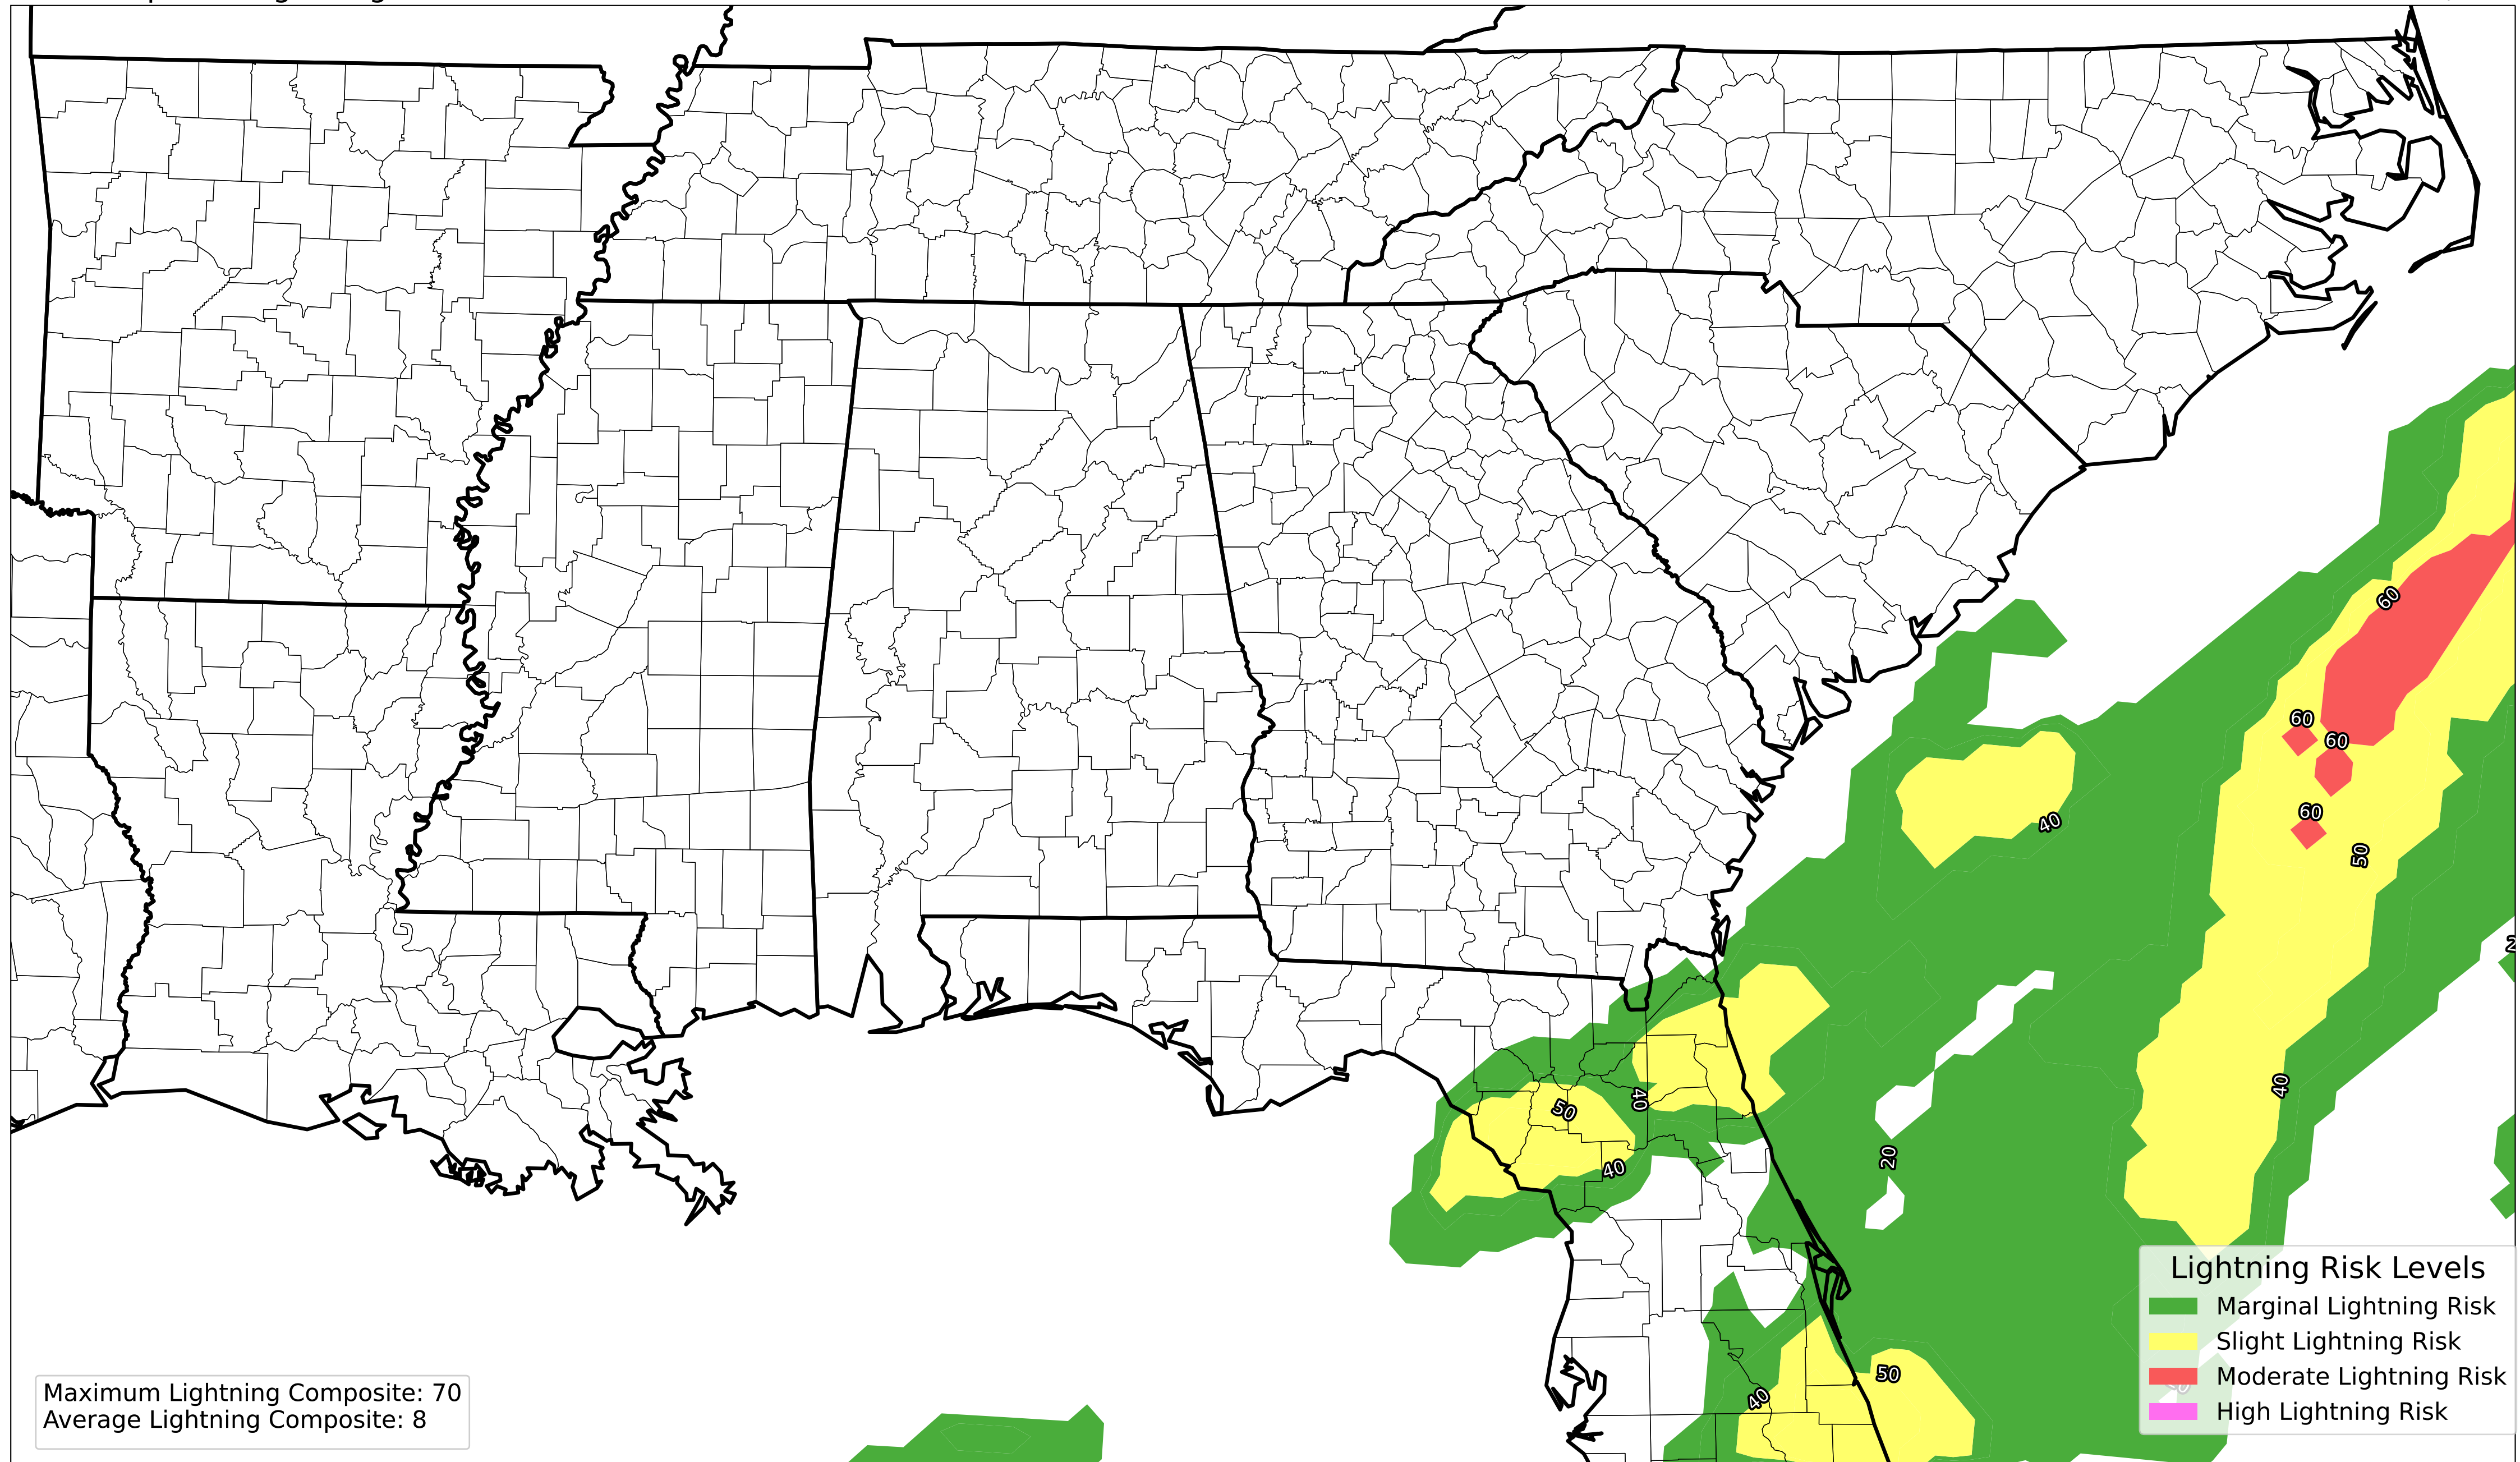 60
60
60
60
50
40
2
40
50
40
40
20
50
40
Lightning Risk Levels
Marginal Lightning Risk
Slight Lightning Risk
Moderate Lightning Risk
High Lightning Risk
Maximum Lightning Composite: 70
Average Lightning Composite: 8